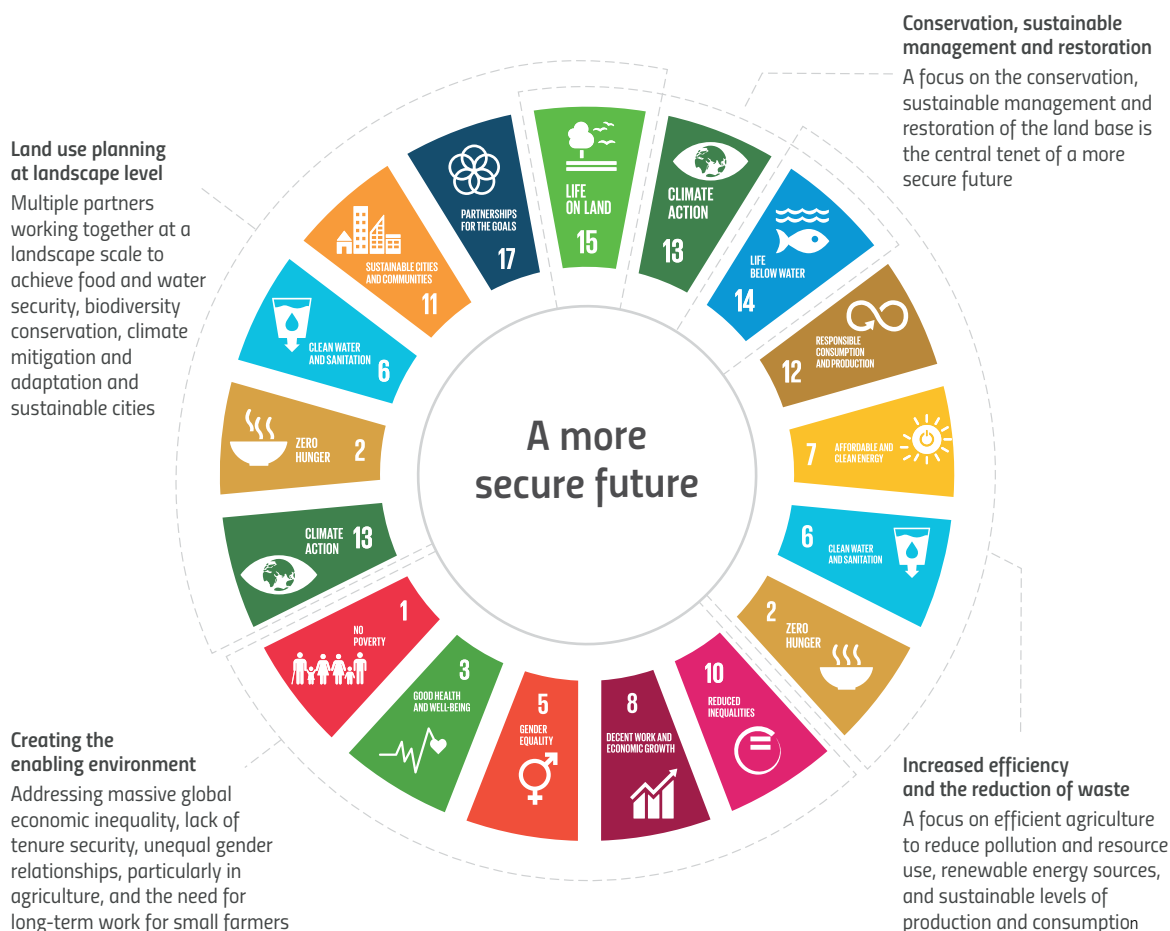 Conservation, sustainable
management and restoration
A focus on the conservation,
sustainable management and
restoration of the land base is
the central tenet of a more
secure future
Land use planning
at landscape level
Multiple partners
working together at a
landscape scale to
achieve food and water
security, biodiversity
conservation, climate
mitigation and
adaptation and
sustainable cities
LIFE
ON LAND
15
CLIMATE
ACTION
13
LIFE
BELOW WATER
14
RESPONSIBLE
CONSUMPTION
AND PRODUCTION
12
7
AFFORDABLE AND
CLEAN ENERGY
6
CLEAN WATER
AND SANITATION
2
ZERO
HUNGER
10
REDUCED
INEQUALITIES
8
DECENT WORK AND
ECONOMIC GROWTH
5
GENDER
EQUALITY
3
GOOD HEALTH
AND WELL-BEING
1
NO
POVERTY
CLIMATE
ACTION
13
ZERO
HUNGER
2
CLEAN WATER
AND SANITATION
6
SUSTAINABLE CITIES
AND COMMUNITIES
11
PARTNERSHIPS
FOR THE GOALS
17
A more
secure future
Creating the
enabling environment
Addressing massive global
economic inequality, lack of
tenure security, unequal gender
relationships, particularly in
agriculture, and the need for
long-term work for small farmers
Increased efficiency
and the reduction of waste
A focus on efficient agriculture
to reduce pollution and resource
use, renewable energy sources,
and sustainable levels of
production and consumption